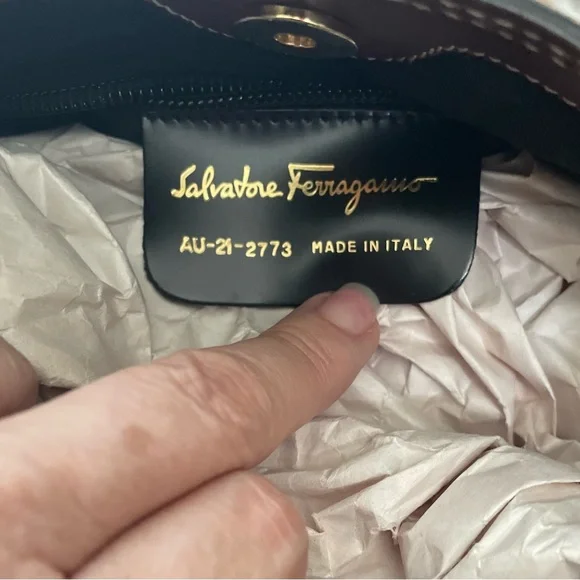 Salvatore Ferragamo
AU-21-2773 MADE IN ITALY